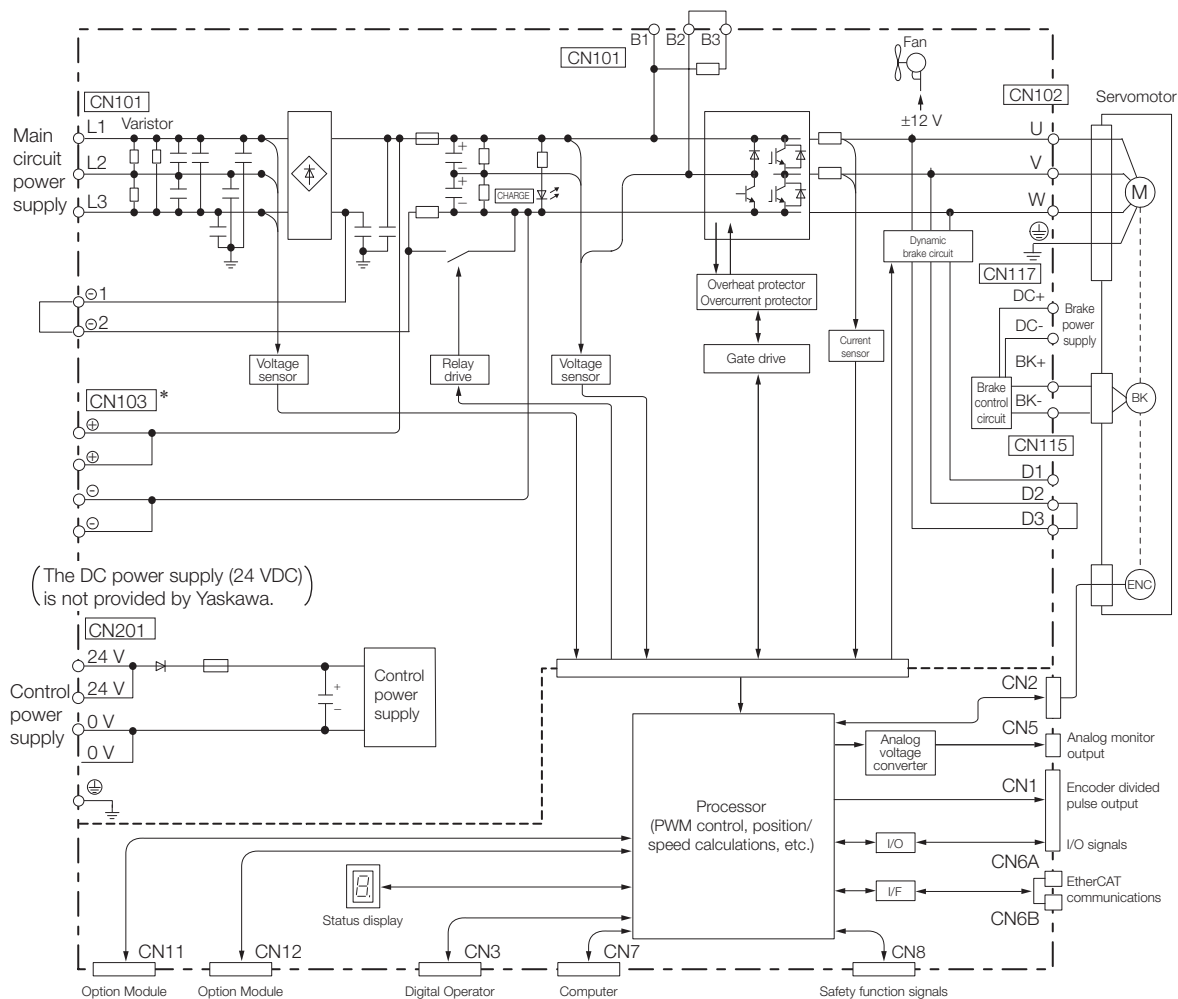 B1
B2
B3
CN101
Fan
±12 V
CN101
CN102
Servomotor
Main
circuit
power
supply
L1
Varistor
L2
L3
CHARGE
U
V
W
M
Dynamic
brake circuit
CN117
⊖1
⊖2
Overheat protector
Overcurrent protector
DC+
DC-
Brake
power
supply
Voltage
sensor
Relay
drive
Voltage
sensor
Gate drive
Current
sensor
BK+
BK-
Brake
control
circuit
BK
CN103 *
⊕
⊕
⊖
⊖
CN115
D1
D2
D3
(The DC power supply (24 VDC)
is not provided by Yaskawa.)
ENC
CN201
Control
power
supply
24 V
24 V
0 V
0 V
+
–
Control
power
supply
CN2
CN5
Analog monitor
output
Analog
voltage
converter
CN1
Encoder divided
pulse output
Processor
(PWM control, position/
speed calculations, etc.)
I/O
I/O signals
CN6A
I/F
EtherCAT
communications
CN6B
8.
Status display
CN11
CN12
CN3
CN7
CN8
Option Module
Option Module
Digital Operator
Computer
Safety function signals